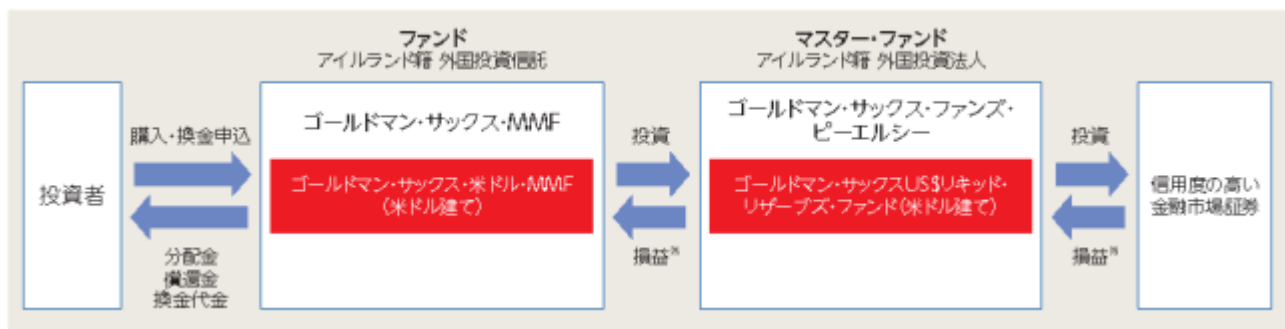 ファンド
アイルランド籍 外国投資信託
マスター・ファンド
アイルランド籍 外国投資法人
投資者
購入・換金申込
分配金
償還金
換金代金
ゴールドマン・サックス・MMF
ゴールドマン・サックス・米ドル・MMF
(米ドル建て)
投資
損益※
ゴールドマン・サックス・ファンズ・
ピーエルシー
ゴールドマン・サックスUS$リキッド・
リザーブズ・ファンド(米ドル建て)
投資
損益※
信用度の高い
金融市場証券